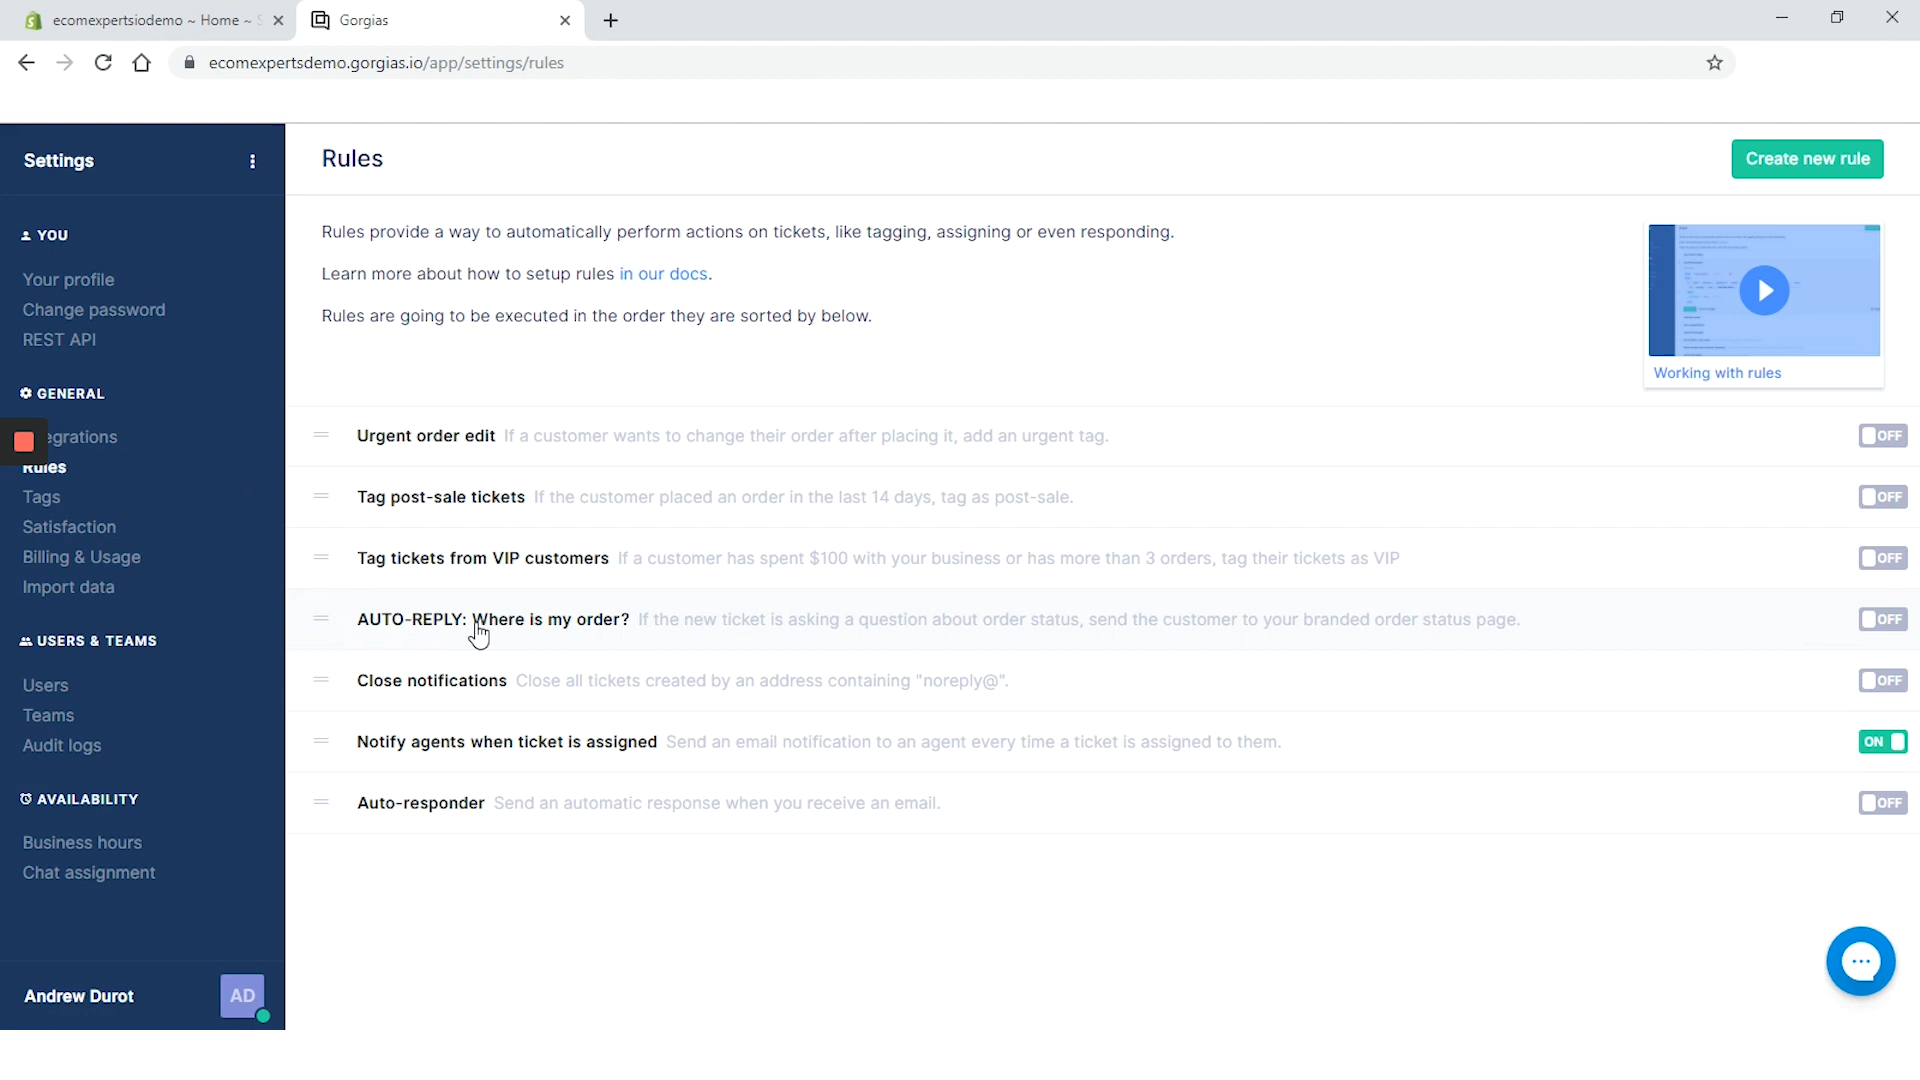 ecomexpertsiodemo ~ Home ~
Gorgias
ecomexpertsdemo.gorgias.io/app/settings/rules
Settings
YOU
Your profile
Change password
REST API
GENERAL
egrations
Rules
Tags
Satisfaction
Billing & Usage
Import data
USERS & TEAMS
Users
Teams
Audit logs
AVAILABILITY
Business hours
Chat assignment
Andrew Durot
AD
Rules
Create new rule
Rules provide a way to automatically perform actions on tickets, like tagging, assigning or even responding.
Learn more about how to setup rules in our docs.
Rules are going to be executed in the order they are sorted by below.
Working with rules
Urgent order edit If a customer wants to change their order after placing it, add an urgent tag. OFF
Tag post-sale tickets If the customer placed an order in the last 14 days, tag as post-sale. OFF
Tag tickets from VIP customers If a customer has spent $100 with your business or has more than 3 orders, tag their tickets as VIP OFF
AUTO-REPLY: Where is my order? If the new ticket is asking a question about order status, send the customer to your branded order status page. OFF
Close notifications Close all tickets created by an address containing "noreply@". OFF
Notify agents when ticket is assigned Send an email notification to an agent every time a ticket is assigned to them. ON
Auto-responder Send an automatic response when you receive an email. OFF